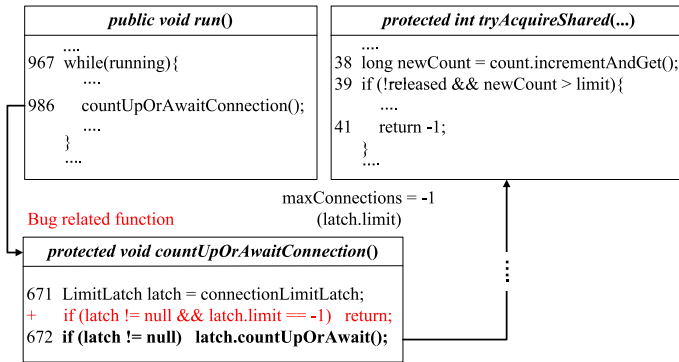 public void run()
....
967 while(running){
....
986 countUpOrAwaitConnection();
....
}
....
protected int tryAcquireShared(...)
....
38 long newCount = count.incrementAndGet();
39 if (!released && newCount > limit){
....
41 return -1;
}
....
maxConnections = -1
(latch.limit)
Bug related function
protected void countUpOrAwaitConnection()
671 LimitLatch latch = connectionLimitLatch;
+ if (latch != null && latch.limit == -1) return;
672 if (latch != null) latch.countUpOrAwait();